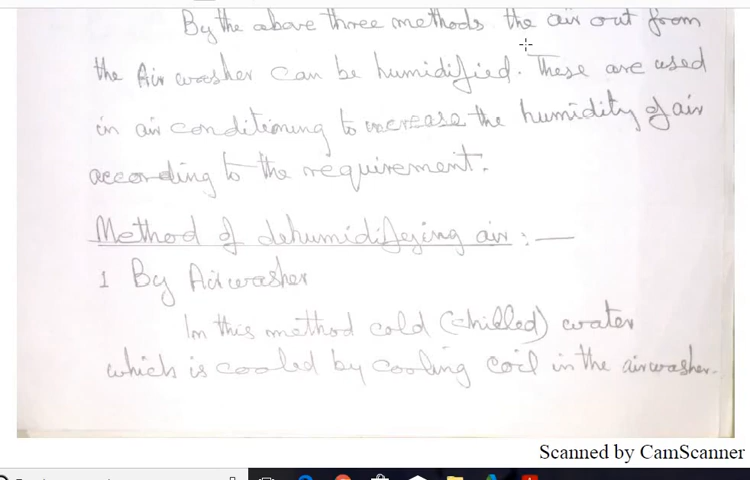 By the above three methods the air out from
the Air washer can be humidified. These are used
in air conditioning to increase the humidity of air
according to the requirement.
Method of dehumidifying air :—
1 By Air washer
In this method cold (chilled) water
which is cooled by cooling coil in the airwasher.
Scanned by CamScanner